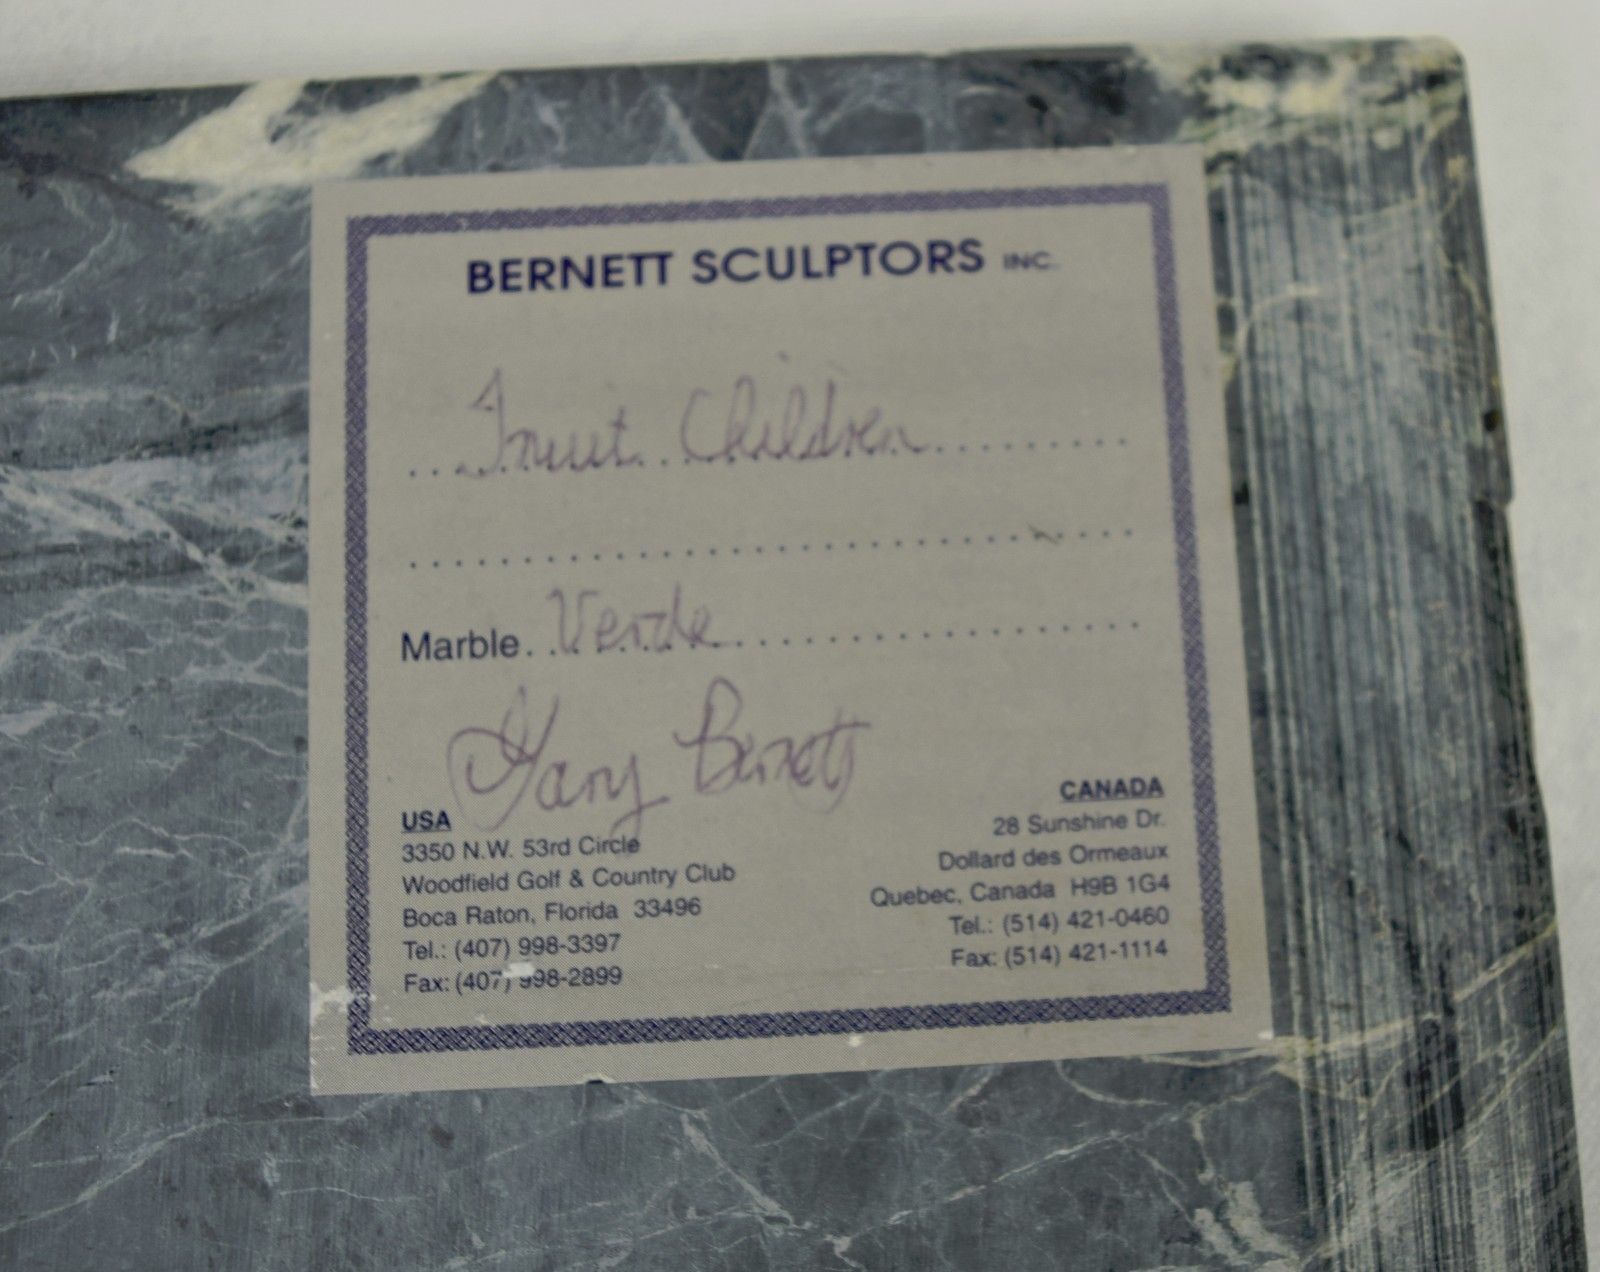 BERNETT SCULPTORS INC.
Children
Marble Verde
Gary Bernett
USA
3350 N.W. 53rd Circle
Woodfield Golf & Country Club
Boca Raton, Florida 33496
Tel.: (407) 998-3397
Fax: (407) 998-2899
CANADA
28 Sunshine Dr.
Dollard des Ormeaux
Quebec, Canada H9B 1G4
Tel.: (514) 421-0460
Fax: (514) 421-1114